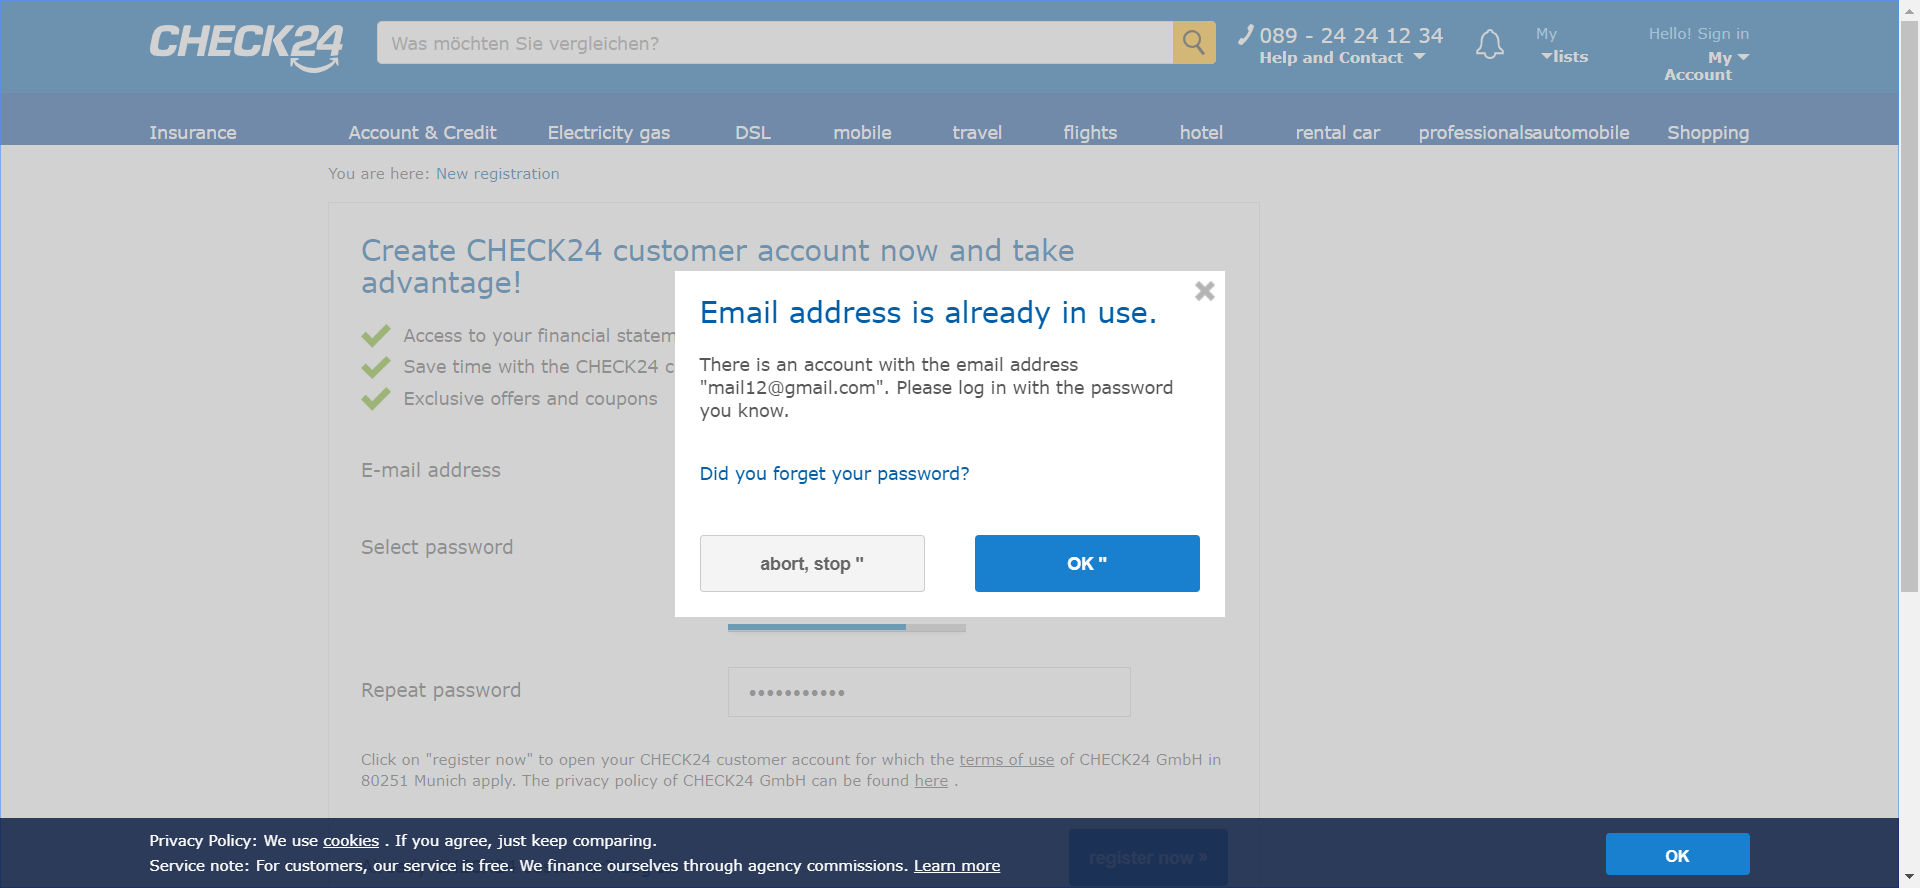 CHECK24
Was möchten Sie vergleichen?
089 - 24 24 12 34
Help and Contact
My
lists
Hello! Sign in
My
Account
Insurance Account & Credit Electricity gas DSL mobile travel flights hotel rental car professionals automobile Shopping
You are here: New registration
Create CHECK24 customer account now and take
advantage!
Access to your financial statem
Save time with the CHECK24 c
Exclusive offers and coupons
Email address is already in use.
There is an account with the email address
"mail12@gmail.com". Please log in with the password
you know.
Did you forget your password?
abort, stop "
OK "
E-mail address
Select password
Repeat password
•••••••••••
Click on "register now" to open your CHECK24 customer account for which the terms of use of CHECK24 GmbH in
80251 Munich apply. The privacy policy of CHECK24 GmbH can be found here .
register now »
Privacy Policy: We use cookies . If you agree, just keep comparing.
Service note: For customers, our service is free. We finance ourselves through agency commissions. Learn more
OK